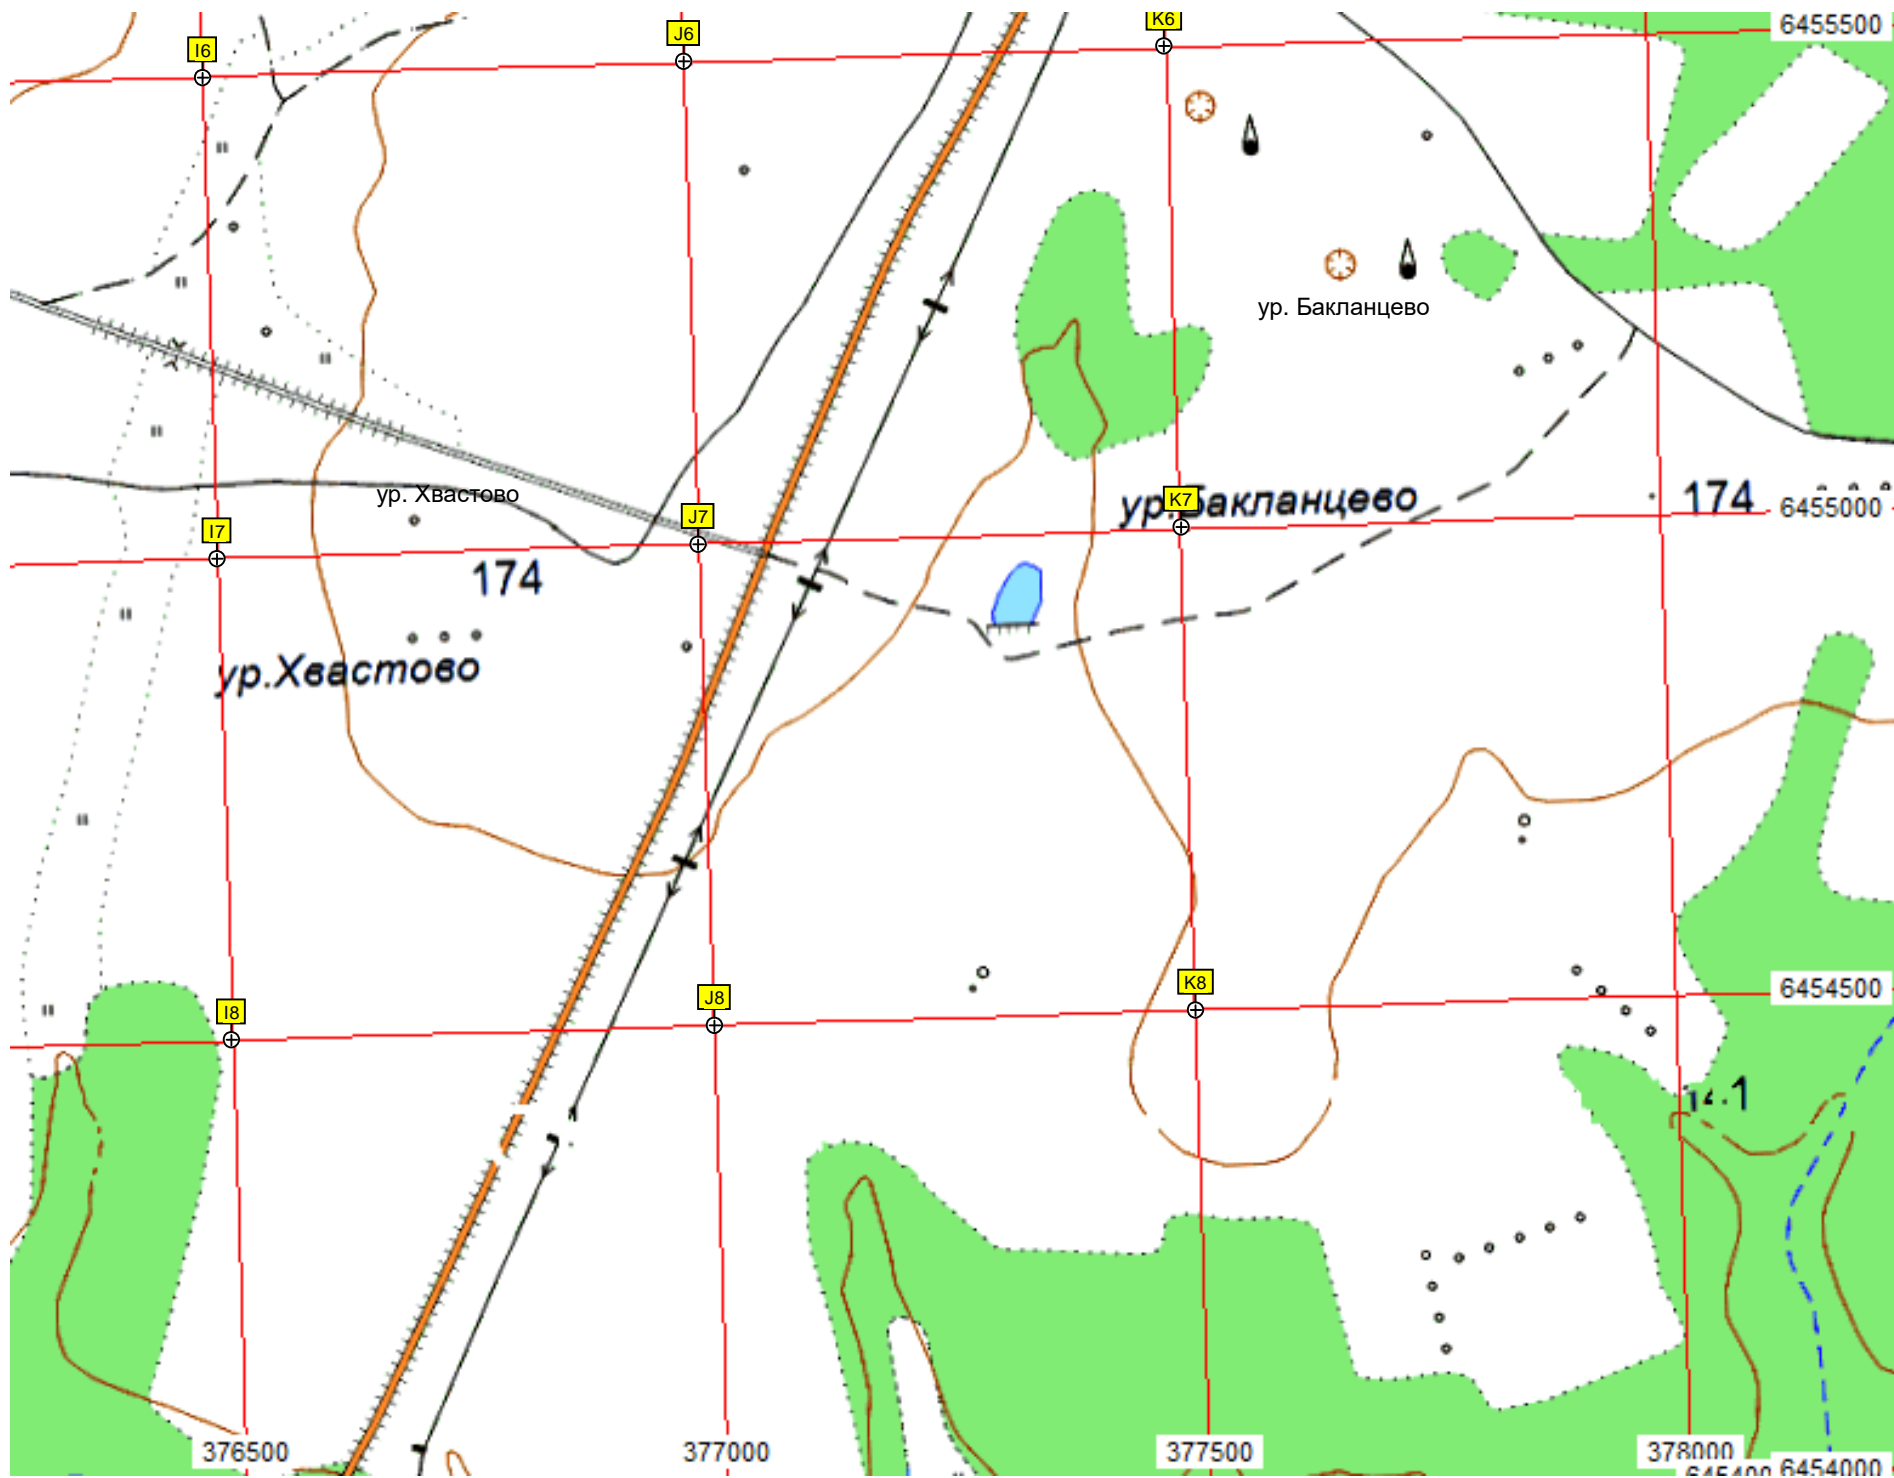 K6
6455500
J6
I6
ур. Бакланцево
ур. Хвастово
K7
ур.Бакланцево
174
6455000
J7
I7
174
ур.Хвастово
K8
6454500
J8
I8
376500
377000
377500
378000
6454000